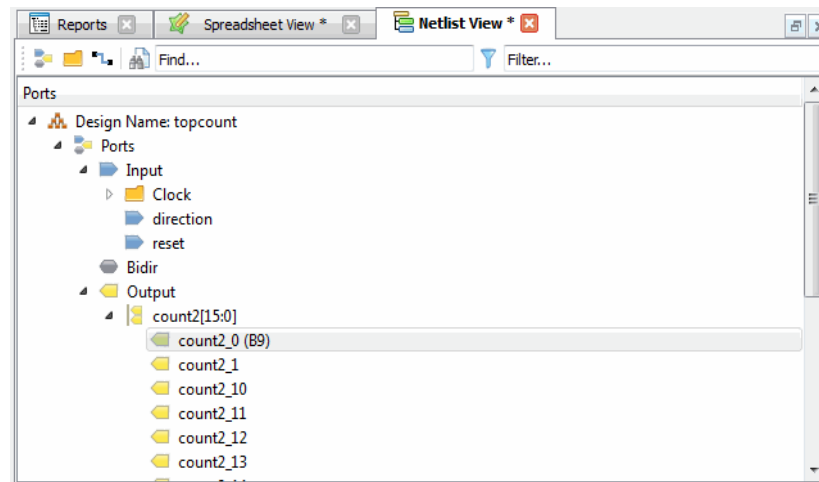 Reports Spreadsheet View * Netlist View *
Find... Filter...
Ports
Design Name: topcount
Ports
Input
Clock
direction
reset
Bidir
Output
count2[15:0]
count2_0 (B9)
count2_1
count2_10
count2_11
count2_12
count2_13